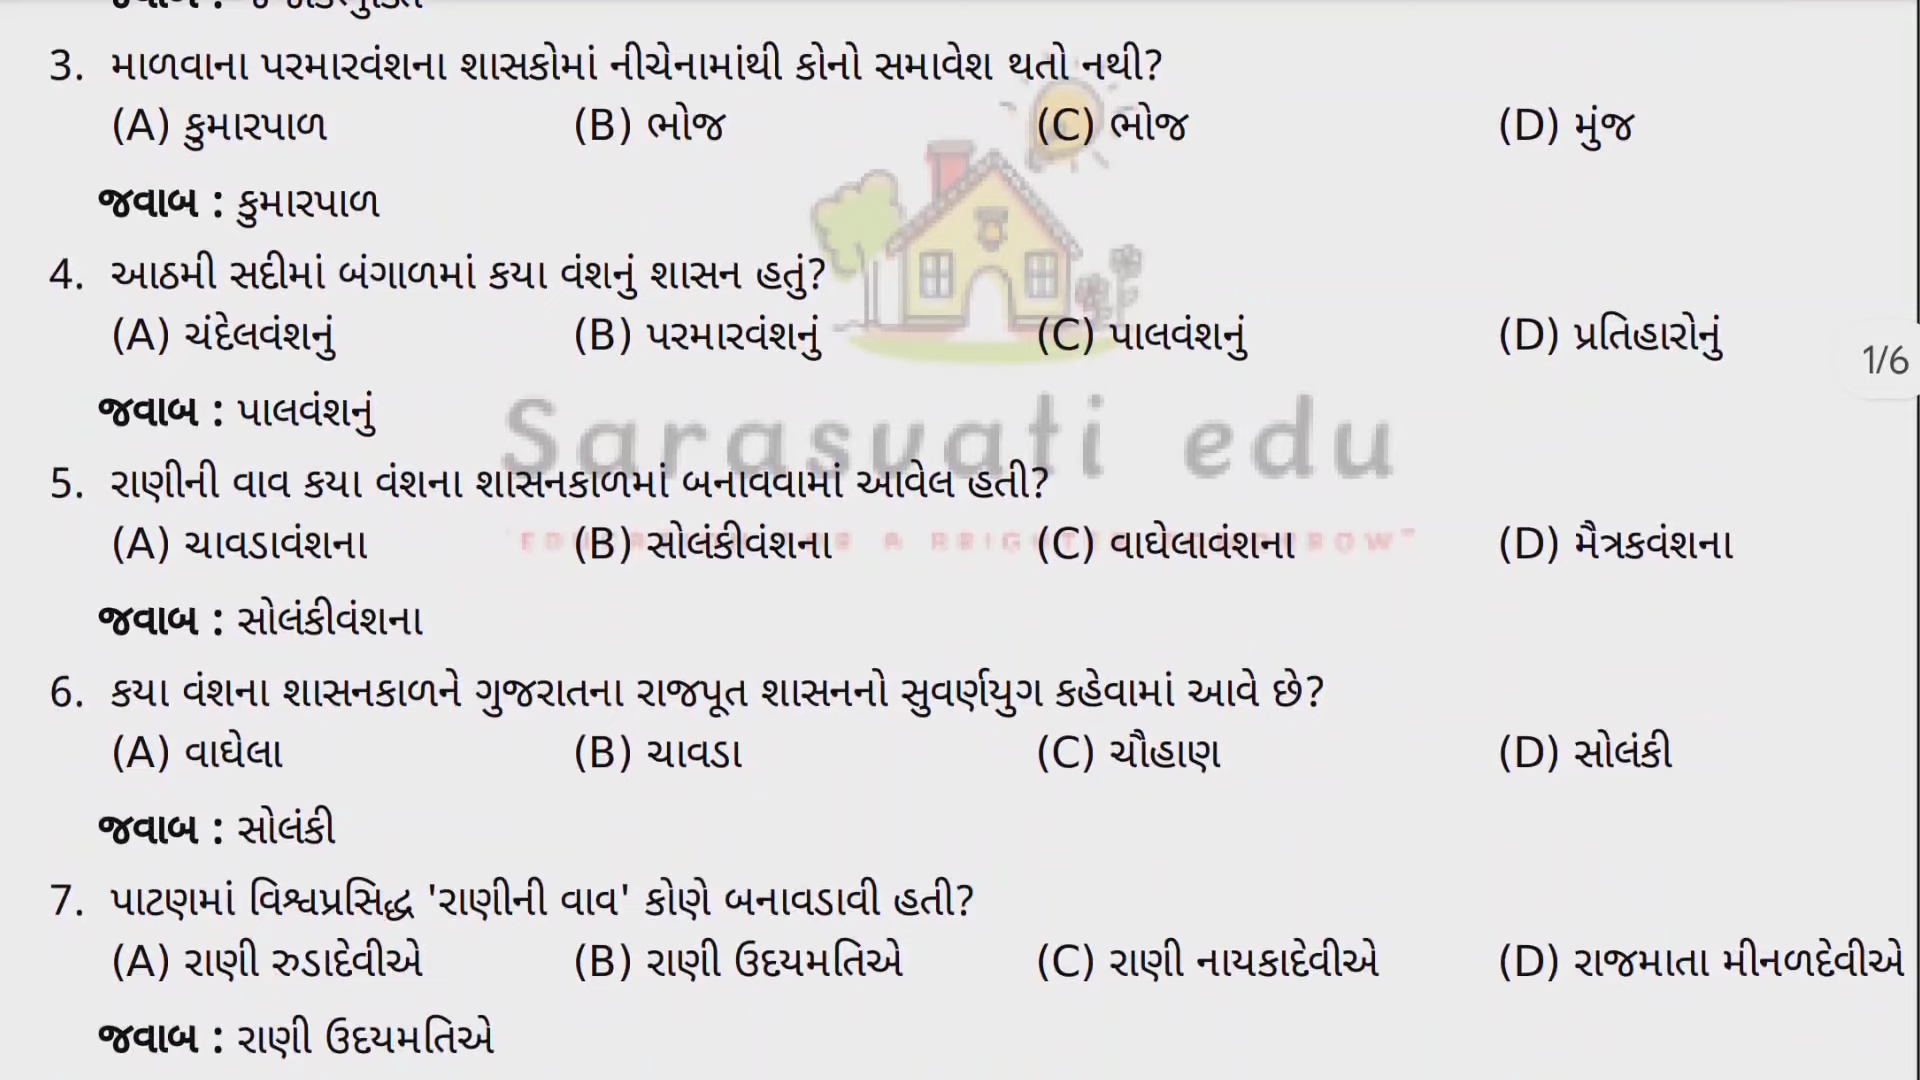 3. માળવાના પરમારવંશના શાસકોમાં નીચેનામાંથી કોનો સમાવેશ થતો નથી?
(A) કુમારપાળ (B) ભોજ (C) ભોજ (D) મુંજ
જવાબ : કુમારપાળ
4. આઠમી સદીમાં બંગાળમાં કયા વંશનું શાસન હતું?
(A) ચંદેલવંશનું (B) પરમારવંશનું (C) પાલવંશનું (D) પ્રતિહારોનું
1/6
જવાબ : પાલવંશનું
Sarasvati edu
5. રાણીની વાવ કયા વંશના શાસનકાળમાં બનાવવામાં આવેલ હતી?
(A) ચાવડાવંશના (B) સોલંકીવંશના (C) વાઘેલાવંશના (D) મૈત્રકવંશના
જવાબ : સોલંકીવંશના
6. કયા વંશના શાસનકાળને ગુજરાતના રાજપૂત શાસનનો સુવર્ણયુગ કહેવામાં આવે છે?
(A) વાઘેલા (B) ચાવડા (C) ચૌહાણ (D) સોલંકી
જવાબ : સોલંકી
7. પાટણમાં વિશ્વપ્રસિદ્ધ 'રાણીની વાવ' કોણે બનાવડાવી હતી?
(A) રાણી રુડાદેવીએ (B) રાણી ઉદયમતિએ (C) રાણી નાયકાદેવીએ (D) રાજમાતા મીનળદેવીએ
જવાબ : રાણી ઉદયમતિએ